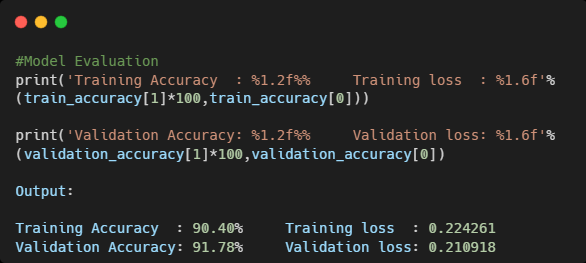 #Model Evaluation
print('Training Accuracy  : %1.2f%%     Training loss  : %1.6f'%
(train_accuracy[1]*100,train_accuracy[0]))
print('Validation Accuracy: %1.2f%%     Validation loss: %1.6f'%
(validation_accuracy[1]*100,validation_accuracy[0])
Output:
Training Accuracy  : 90.40%     Training loss  : 0.224261
Validation Accuracy: 91.78%     Validation loss: 0.210918